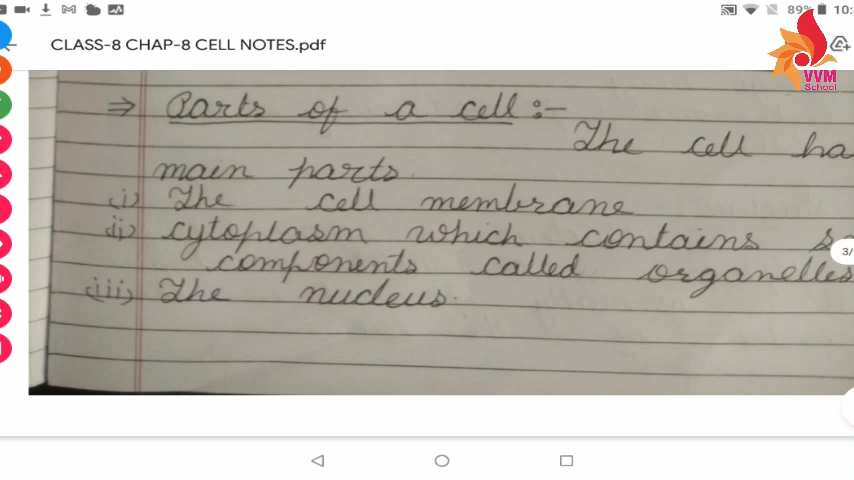 89% 10:
CLASS-8 CHAP-8 CELL NOTES.pdf
VVM
School
⇒ Parts of a cell :-
The cell ha
main parts.
(i) The cell membrane
(ii) cytoplasm which contains
components called organelles
(iii) The nucleus.
3/